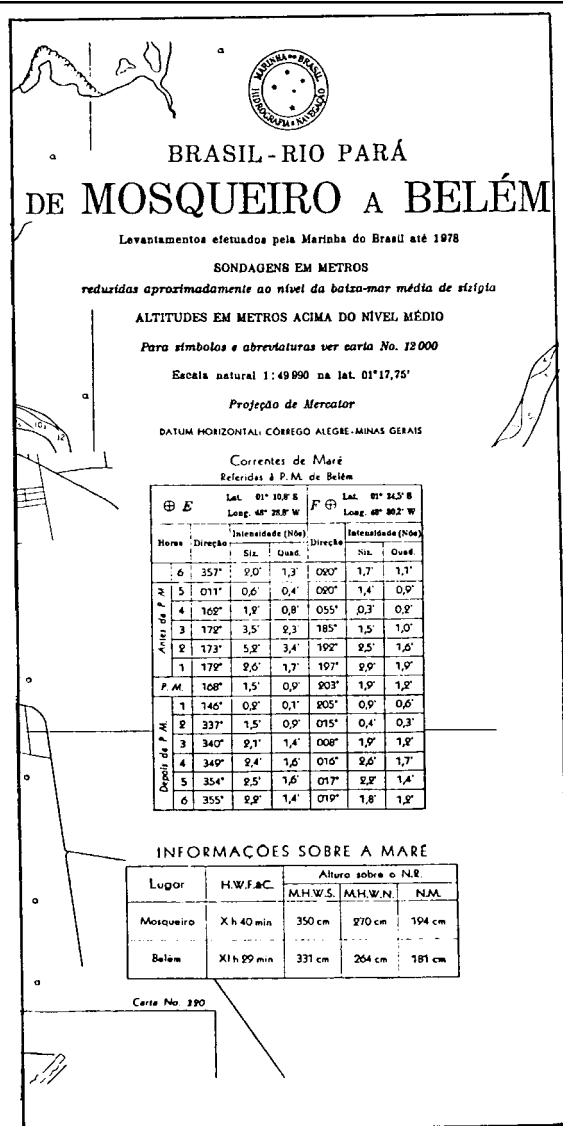 MARINHA DO BRASIL
HIDROGRAFIA E NAVEGAÇÃO
BRASIL-RIO PARÁ
DE MOSQUEIRO A BELÉM
Levantamentos efetuados pela Marinha do Brasil até 1978
SONDAGENS EM METROS
reduzidas aproximadamente ao nível da baixa-mar média de sizígia
ALTITUDES EM METROS ACIMA DO NÍVEL MÉDIO
Para símbolos e abreviaturas ver carta No. 12 000
Escala natural 1:49 990 na lat. 01°17,75'
Projeção de Mercator
DATUM HORIZONTAL: CÓRREGO ALEGRE-MINAS GERAIS
Correntes de Maré
Referidas à P. M. de Belém
⊕ E Lat. 01° 10,8' S Long. 48° 28,8' W F ⊕ Lat. 01° 24,5' S Long. 48° 30,2' W
Horas Direção Intensidade (Nós) Direção Intensidade (Nós)
Siz. Quad. Siz. Quad.
Antes da P M
6 357° 2,0' 1,3' 020° 1,7' 1,1'
5 011° 0,6' 0,4' 020° 1,4' 0,9'
4 162° 1,2' 0,8' 055° 0,3' 0,2'
3 172° 3,5' 2,3' 185° 1,5' 1,0'
2 173° 5,2' 3,4' 192° 2,5' 1,6'
1 172° 2,6' 1,7' 197° 2,9' 1,9'
P. M. 168° 1,5' 0,9' 203° 1,9' 1,2'
Depois da P M.
1 146° 0,2' 0,1' 205° 0,9' 0,6'
2 337° 1,5' 0,9' 015° 0,4' 0,3'
3 340° 2,1' 1,4' 008° 1,9' 1,2'
4 349° 2,4' 1,6' 016° 2,6' 1,7'
5 354° 2,5' 1,6' 017° 2,2' 1,4'
6 355° 2,2' 1,4' 019° 1,8' 1,2'
INFORMAÇÕES SOBRE A MARÉ
Lugar H.W.F.&C. Altura sobre o N.R.
M.H.W.S. M.H.W.N. N.M.
Mosqueiro X h 40 min 350 cm 270 cm 194 cm
Belém XI h 29 min 331 cm 264 cm 181 cm
Carta No.